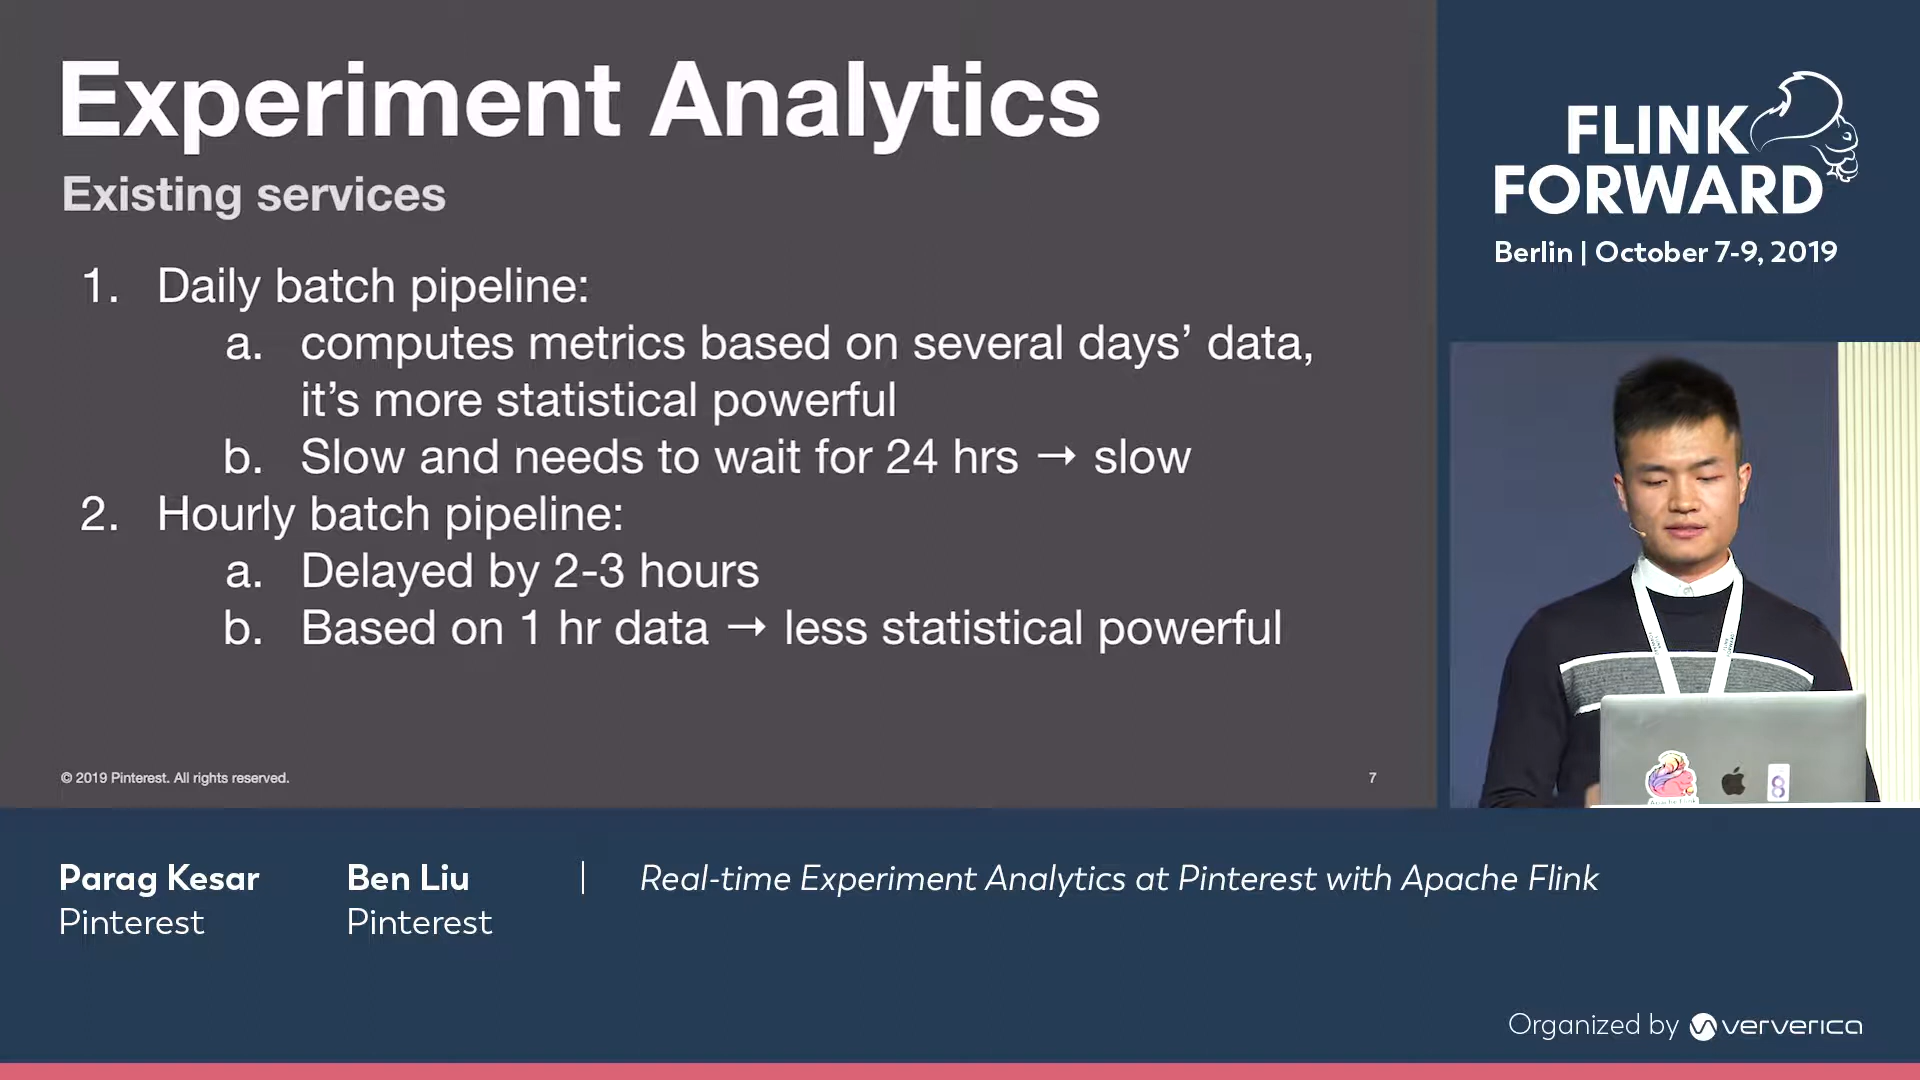 Experiment Analytics
Existing services
1. Daily batch pipeline:
a. computes metrics based on several days’ data,
it’s more statistical powerful
b. Slow and needs to wait for 24 hrs → slow
2. Hourly batch pipeline:
a. Delayed by 2-3 hours
b. Based on 1 hr data → less statistical powerful
© 2019 Pinterest. All rights reserved.
7
FLINK
FORWARD
Berlin | October 7-9, 2019
Apache Flink
8
Parag Kesar
Pinterest
Ben Liu
Pinterest
| Real-time Experiment Analytics at Pinterest with Apache Flink
Organized by ververica